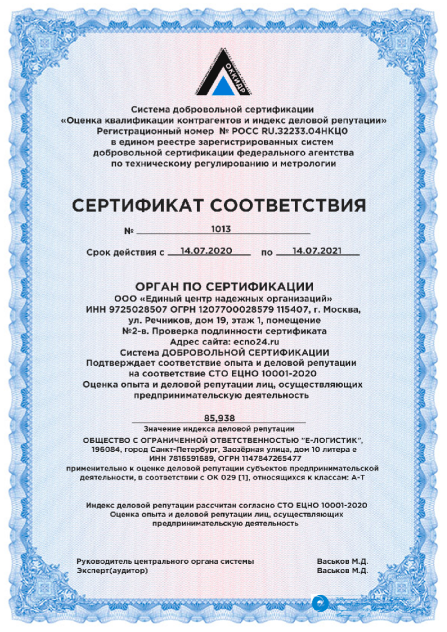 ОХКИДР
Система добровольной сертификации
«Оценка квалификации контрагентов и индекс деловой репутации»
Регистрационный номер № РОСС RU.32233.04НКЦ0
в едином реестре зарегистрированных систем
добровольной сертификации федерального агентства
по техническому регулированию и метрологии
СЕРТИФИКАТ СООТВЕТСТВИЯ
№ 1013
Срок действия с 14.07.2020 по 14.07.2021
ОРГАН ПО СЕРТИФИКАЦИИ
ООО «Единый центр надежных организаций»
ИНН 9725028507 ОГРН 1207700028579 115407, г. Москва,
ул. Речников, дом 19, этаж 1, помещение
№2-в. Проверка подлинности сертификата
Адрес сайта: ecno24.ru
Система ДОБРОВОЛЬНОЙ СЕРТИФИКАЦИИ
Подтверждает соответствие опыта и деловой репутации
на соответствие СТО ЕЦНО 10001-2020
Оценка опыта и деловой репутации лиц, осуществляющих
предпринимательскую деятельность
85,938
Значение индекса деловой репутации
ОБЩЕСТВО С ОГРАНИЧЕННОЙ ОТВЕТСТВЕННОСТЬЮ "Е-ЛОГИСТИК",
196084, город Санкт-Петербург, Заозёрная улица, дом 10 литера е
ИНН 7816591689, ОГРН 1147847265477
применительно к оценке деловой репутации субъектов предпринимательской
деятельности, в соответствии с ОК 029 [1], относящихся к классам: А-Т
Индекс деловой репутации рассчитан согласно СТО ЕЦНО 10001-2020
Оценка опыта и деловой репутации лиц, осуществляющих
предпринимательскую деятельность
Руководитель центрального органа системы Васьков М.Д.
Эксперт(аудитор) Васьков М.Д.